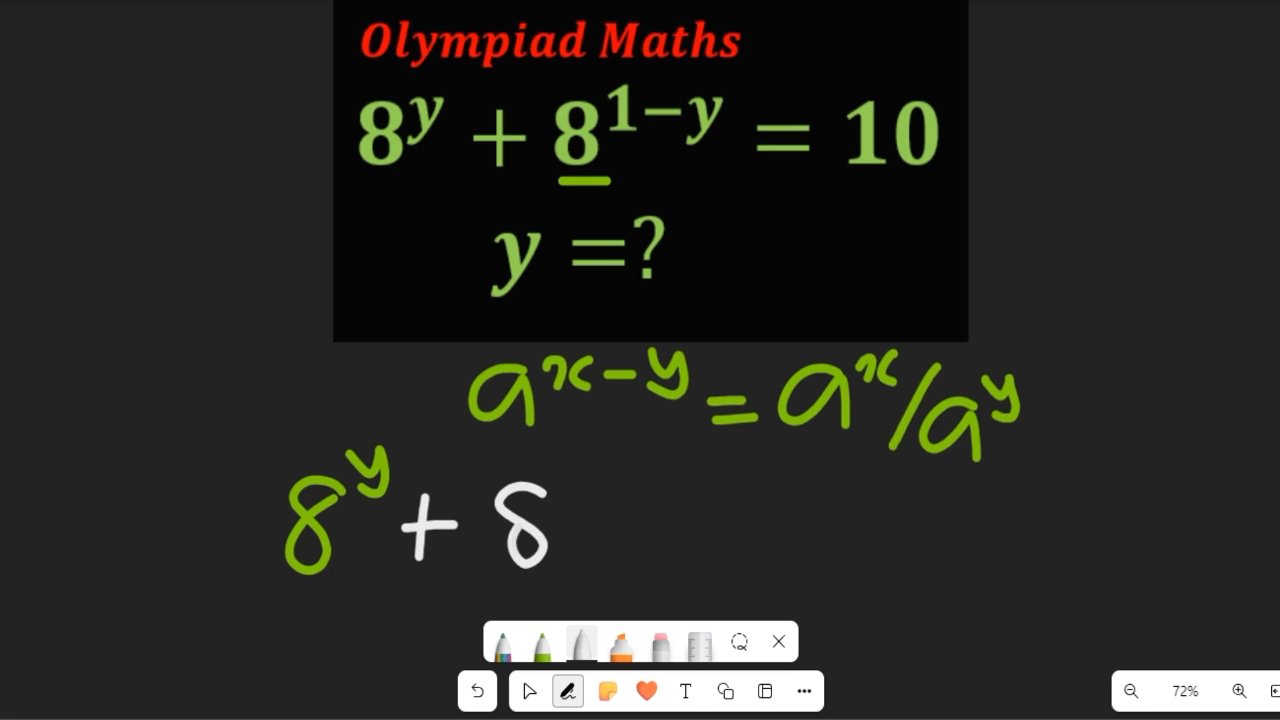 Olympiad Maths
8^y + 8^{1-y} = 10
y =?
a^{x-y} = a^x/a^y
8^y + 8
T
72%